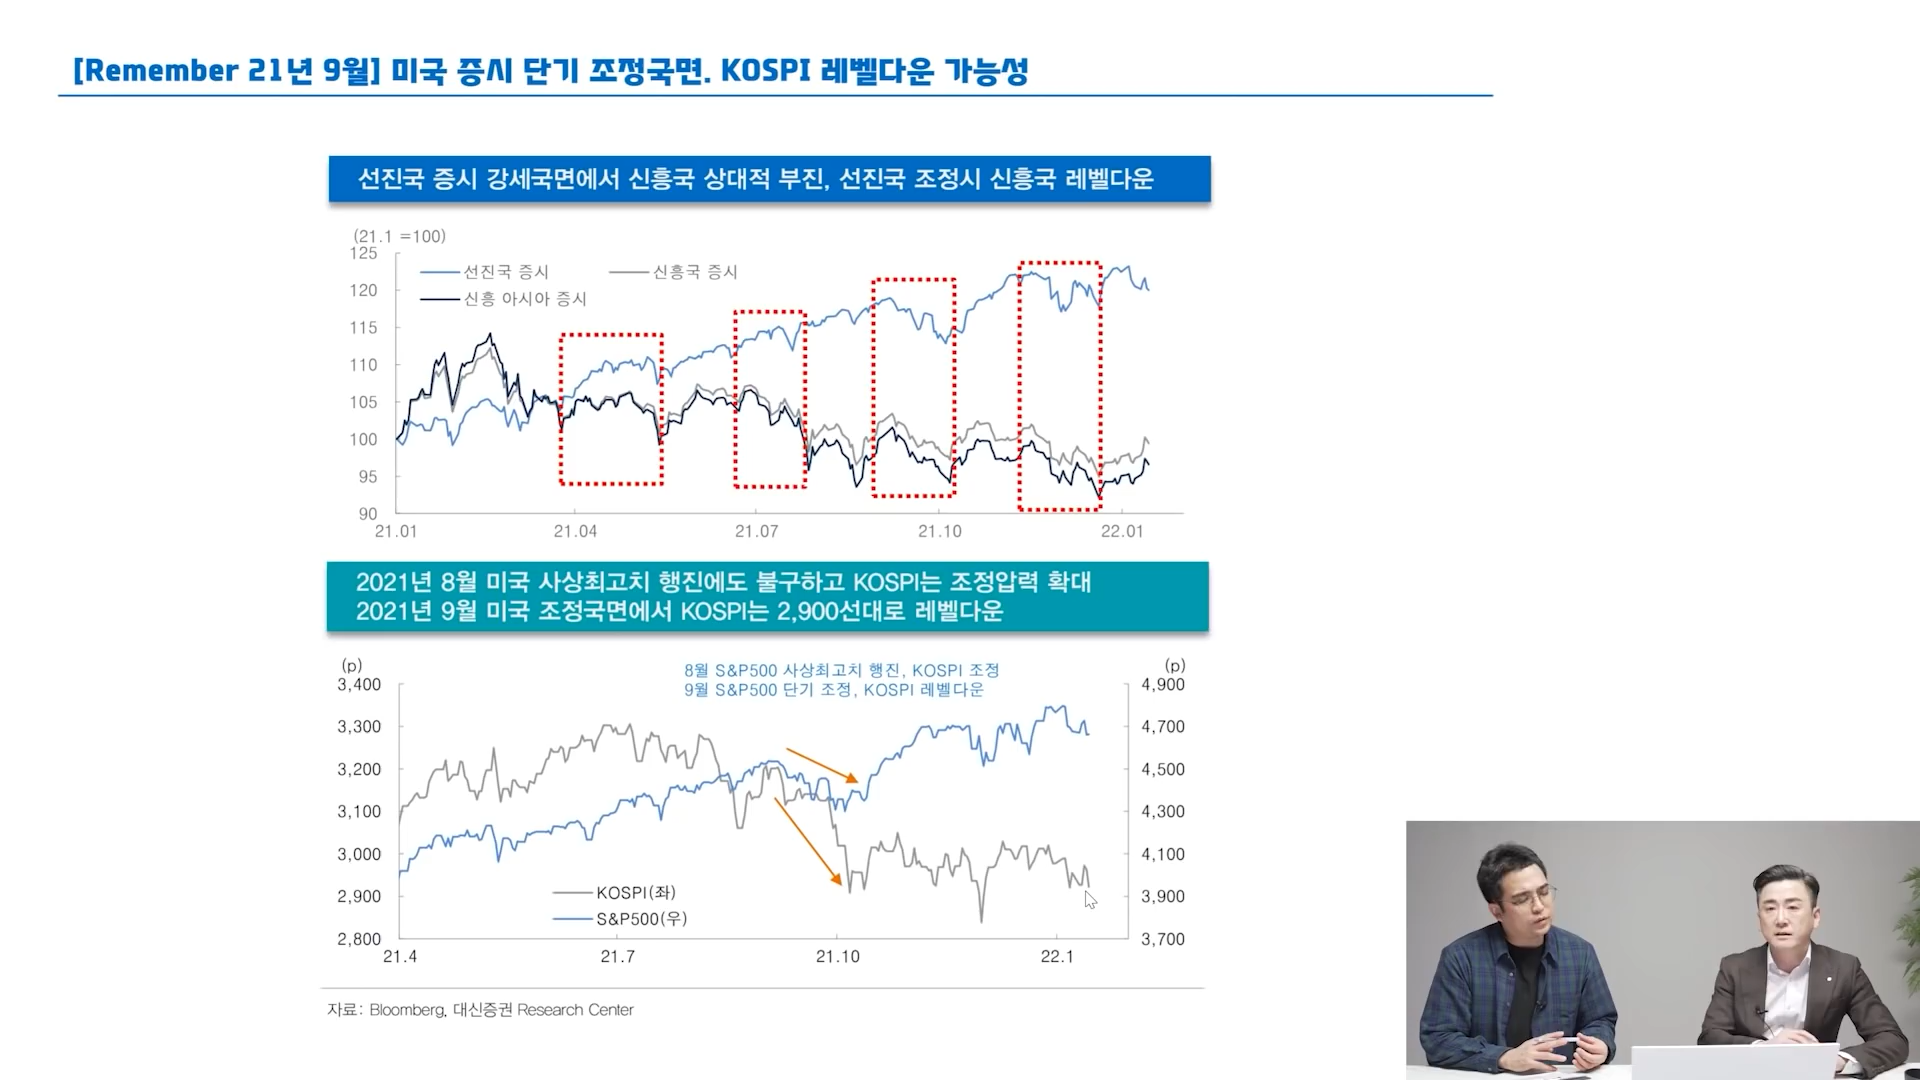 [Remember 21년 9월] 미국 증시 단기 조정국면. KOSPI 레벨다운 가능성
선진국 증시 강세국면에서 신흥국 상대적 부진, 선진국 조정시 신흥국 레벨다운
(21.1 =100)
125
120
115
110
105
100
95
90
선진국 증시
신흥국 증시
신흥 아시아 증시
21.01
21.04
21.07
21.10
22.01
2021년 8월 미국 사상최고치 행진에도 불구하고 KOSPI는 조정압력 확대
2021년 9월 미국 조정국면에서 KOSPI는 2,900선대로 레벨다운
(p)
3,400
3,300
3,200
3,100
3,000
2,900
2,800
8월 S&P500 사상최고치 행진, KOSPI 조정
9월 S&P500 단기 조정, KOSPI 레벨다운
(p)
4,900
4,700
4,500
4,300
4,100
3,900
3,700
KOSPI(좌)
S&P500(우)
21.4
21.7
21.10
22.1
자료: Bloomberg, 대신증권 Research Center